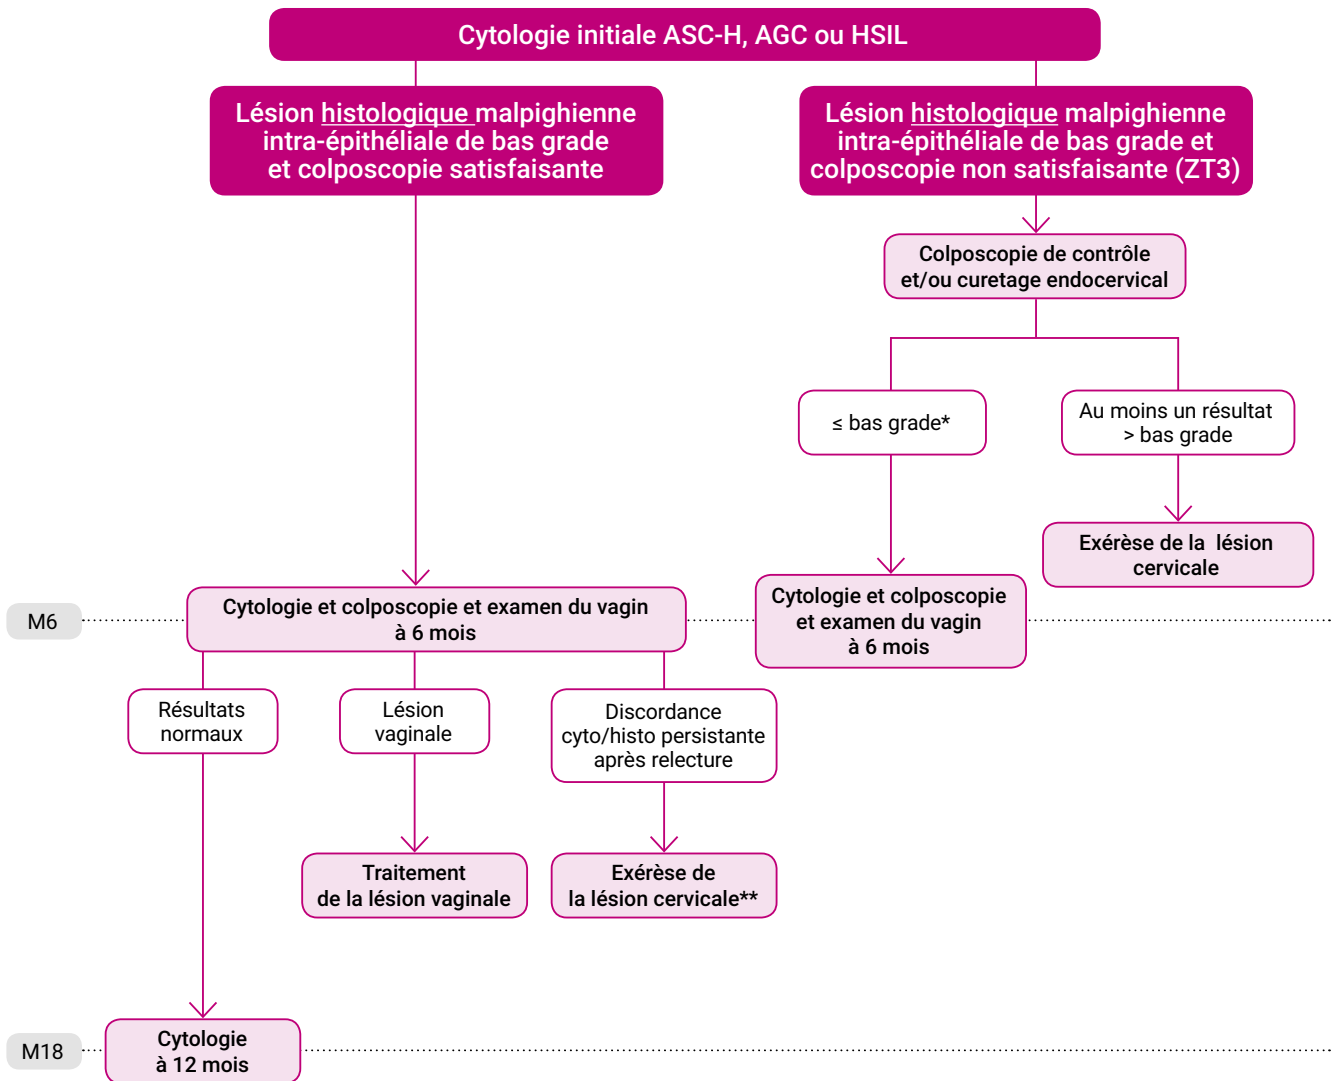 Cytologie initiale ASC-H, AGC ou HSIL
Lésion histologique malpighienne
intra-épithéliale de bas grade
et colposcopie satisfaisante
Lésion histologique malpighienne
intra-épithéliale de bas grade et
colposcopie non satisfaisante (ZT3)
Colposcopie de contrôle
et/ou curetage endocervical
≤ bas grade*
Au moins un résultat
> bas grade
Exérèse de la lésion
cervicale
M6
Cytologie et colposcopie et examen du vagin
à 6 mois
Cytologie et colposcopie
et examen du vagin
à 6 mois
Résultats
normaux
Lésion
vaginale
Discordance
cyto/histo persistante
après relecture
Traitement
de la lésion vaginale
Exérèse de
la lésion cervicale**
M18
Cytologie
à 12 mois